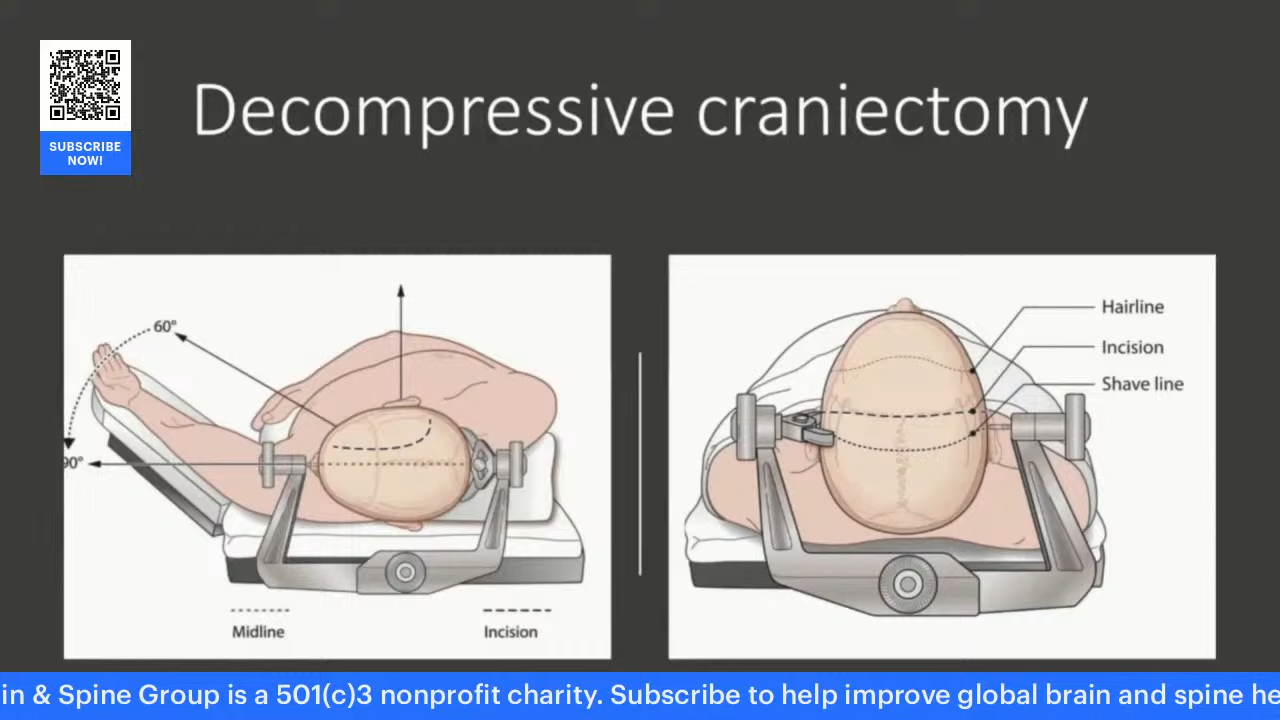 SUBSCRIBE
NOW!
Decompressive craniectomy
60°
90°
Midline
Incision
Hairline
Incision
Shave line
in & Spine Group is a 501(c)3 nonprofit charity. Subscribe to help improve global brain and spine he